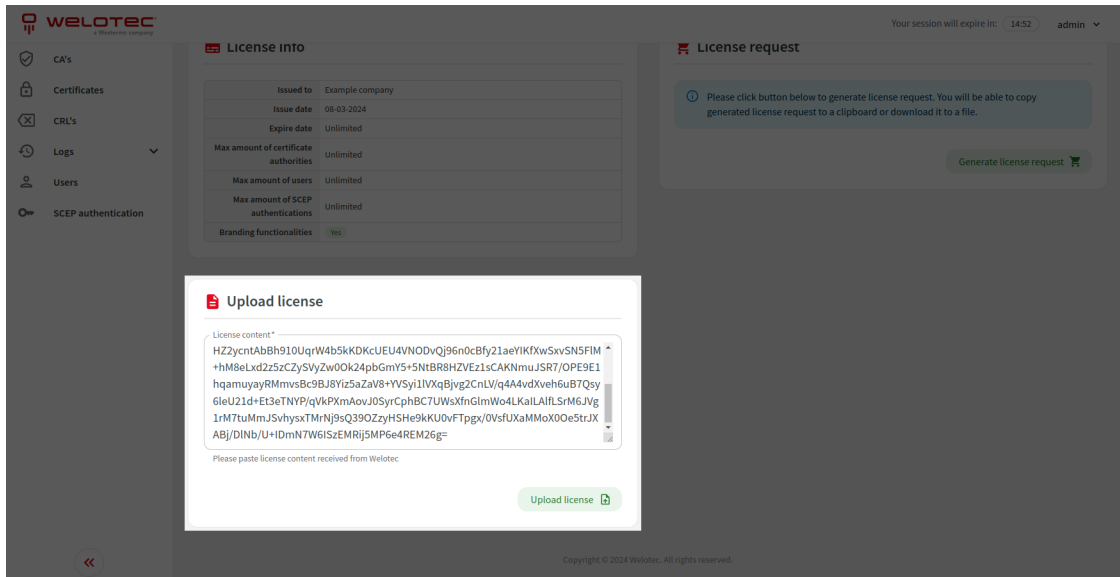 WELOTEC
a Westermo company
Your session will expire in: 14:52 admin
CA's
Certificates
CRL's
Logs
Users
SCEP authentication
License info
Issued to Example company
Issue date 08-03-2024
Expire date Unlimited
Max amount of certificate
authorities Unlimited
Max amount of users Unlimited
Max amount of SCEP
authentications Unlimited
Branding functionalities Yes
License request
Please click button below to generate license request. You will be able to copy
generated license request to a clipboard or download it to a file.
Generate license request
Upload license
License content *
HZ2ycntAbBh910UqrW4b5kKDKcUEU4VNODvQj96n0cBfy21aeYIKfXwSxvSN5FlM
+hM8eLxd2z5zCZySVyZw0Ok24pbGmY5+5NtBR8HZVEz1sCAKNmuJSR7/OPE9E1
hqamuyayRMmvsBc9BJ8Yiz5aZaV8+YVSyi1lVXqBjvg2CnLV/q4A4vdXveh6uB7Qsy
6leU21d+Et3eTNYP/qVkPXmAovJ0SyrCphBC7UWsXfnGlmWo4LKaILAlfLSrM6JVg
1rM7tuMmJSvhysxTMrNj9sQ39OZzyHSHe9kKU0vFTpgx/0VsfUXaMMoX0Oe5trJX
ABj/DlNb/U+IDmN7W6ISzEMRij5MP6e4REM26g=
Please paste license content received from Welotec
Upload license
Copyright © 2024 Welotec. All rights reserved.